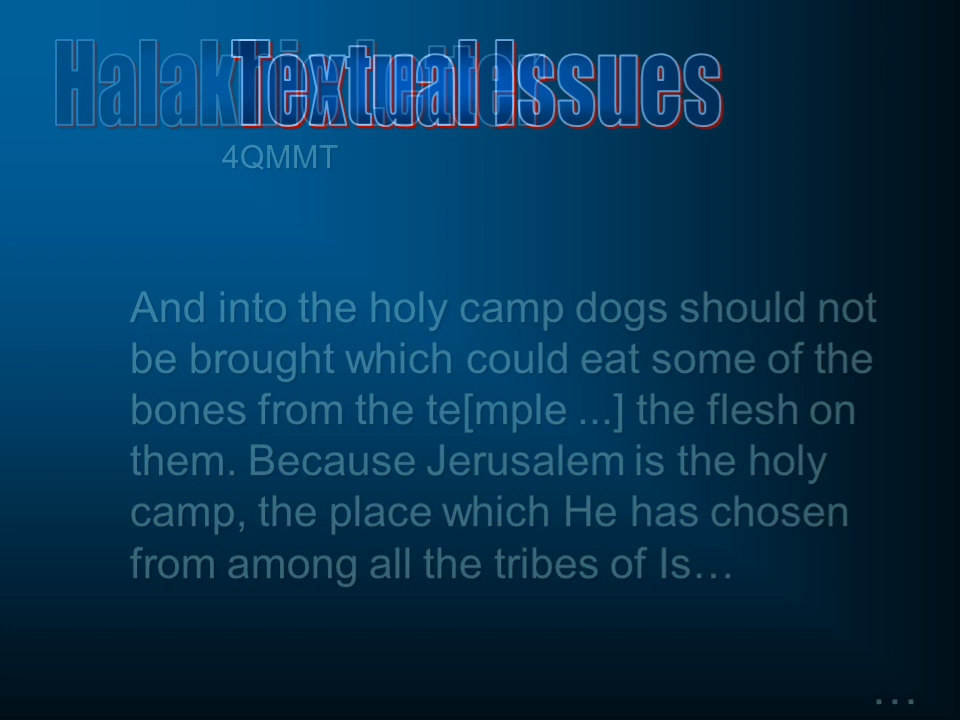 Halakhic Letter
Textual Issues
4QMMT
And into the holy camp dogs should not
be brought which could eat some of the
bones from the te[mple ...] the flesh on
them. Because Jerusalem is the holy
camp, the place which He has chosen
from among all the tribes of Is…
…